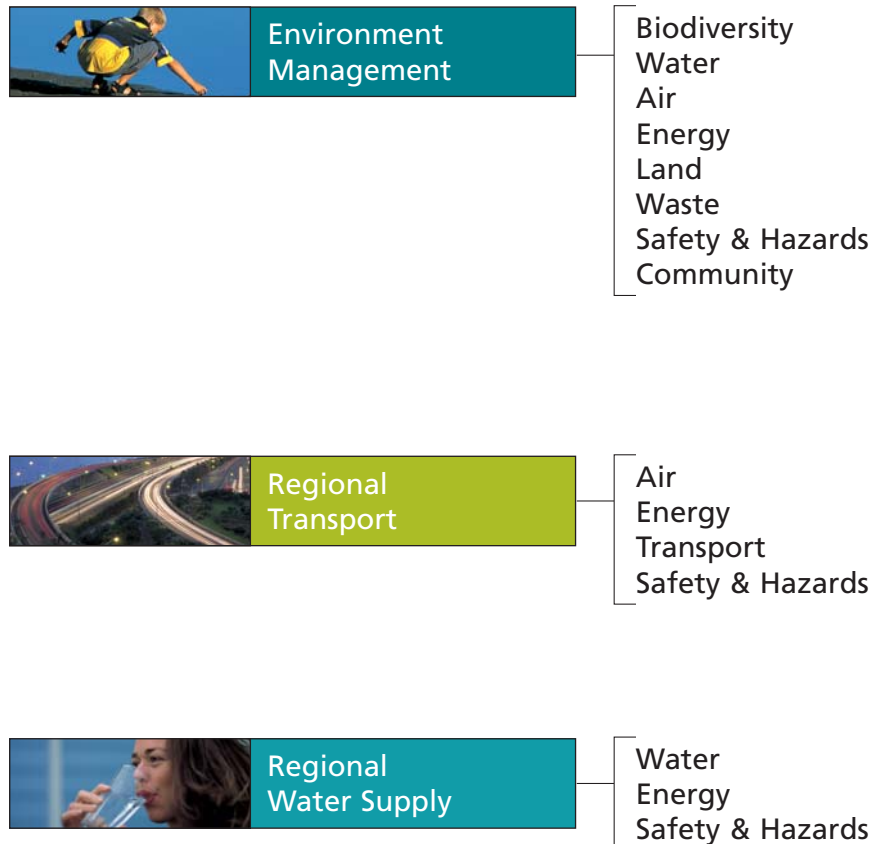 Environment
Management
Biodiversity
Water
Air
Energy
Land
Waste
Safety & Hazards
Community
Regional
Transport
Air
Energy
Transport
Safety & Hazards
Regional
Water Supply
Water
Energy
Safety & Hazards